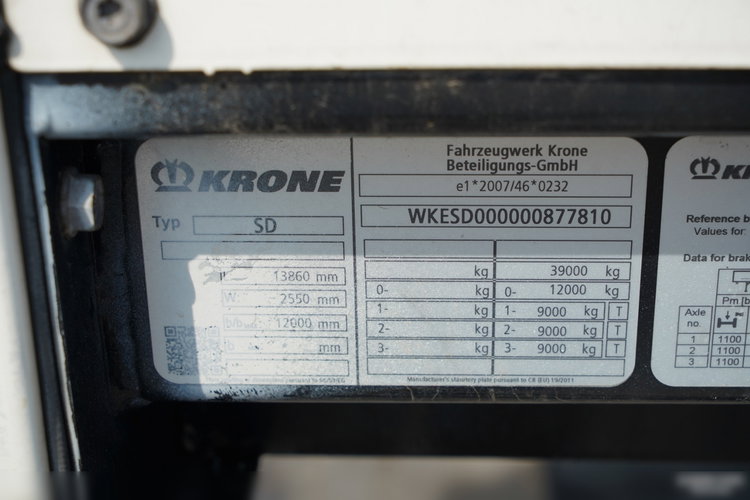 KRONE
Typ SD
13860 mm
W: 2550 mm
b/b 12000 mm
b mm
Fahrzeugwerk Krone
Beteiligungs-GmbH
e1*2007/46*0232
WKESD000000877810
kg 39000 kg
0- kg 0- 12000 kg
1- kg 1- 9000 kg T
2- kg 2- 9000 kg T
3- kg 3- 9000 kg T
Manufacturer's statutory plate pursuant to CR (EU) 19/2011
KR
Reference b
Values for:
Data for brak
Pm [b
Axle
no.
1 1100
2 1100
3 1100